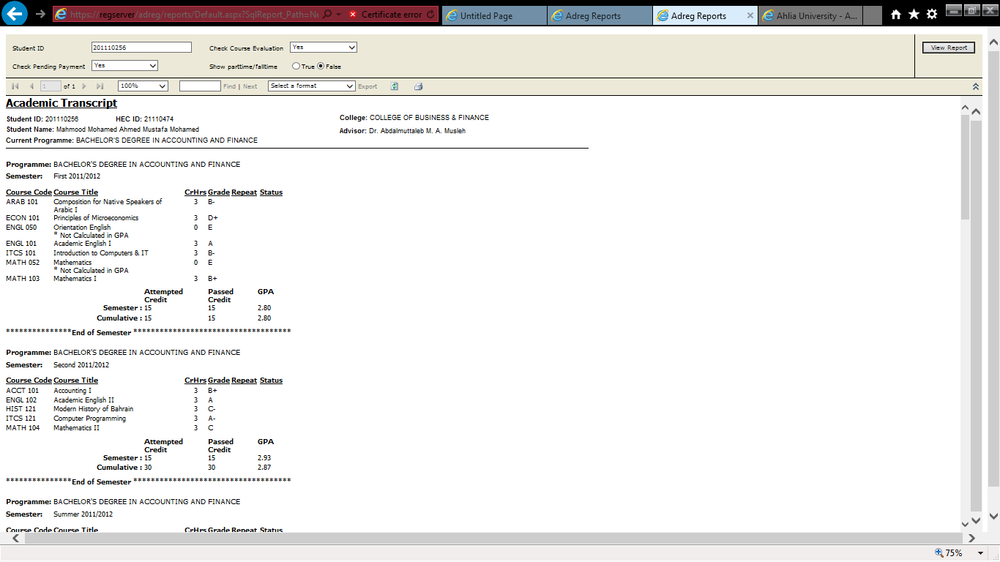 https://regserver/adreg/reports/Default.aspx?SqlReport_Path=Ne Certificate error Untitled Page Adreg Reports Adreg Reports Ahlia University - A...
Student ID 201110256 Check Course Evaluation Yes View Report
Check Pending Payment Yes Show parttime/falltime True False
1 of 1 100% Find | Next Select a format Export
Academic Transcript
Student ID: 201110256 HEC ID: 21110474 College: COLLEGE OF BUSINESS & FINANCE
Student Name: Mahmood Mohamed Ahmed Mustafa Mohamed Advisor: Dr. Abdalmuttaleb M. A. Musleh
Current Programme: BACHELOR'S DEGREE IN ACCOUNTING AND FINANCE
Programme: BACHELOR'S DEGREE IN ACCOUNTING AND FINANCE
Semester: First 2011/2012
Course Code Course Title CrHrs Grade Repeat Status
ARAB 101 Composition for Native Speakers of 3 B-
Arabic I
ECON 101 Principles of Microeconomics 3 D+
ENGL 050 Orientation English 0 E
* Not Calculated in GPA
ENGL 101 Academic English I 3 A
ITCS 101 Introduction to Computers & IT 3 B-
MATH 052 Mathematics 0 E
* Not Calculated in GPA
MATH 103 Mathematics I 3 B+
Attempted Passed GPA
Credit Credit
Semester : 15 15 2.80
Cumulative : 15 15 2.80
***************End of Semester ************************************
Programme: BACHELOR'S DEGREE IN ACCOUNTING AND FINANCE
Semester: Second 2011/2012
Course Code Course Title CrHrs Grade Repeat Status
ACCT 101 Accounting I 3 B+
ENGL 102 Academic English II 3 A
HIST 121 Modern History of Bahrain 3 C-
ITCS 121 Computer Programming 3 A-
MATH 104 Mathematics II 3 C
Attempted Passed GPA
Credit Credit
Semester : 15 15 2.93
Cumulative : 30 30 2.87
***************End of Semester ************************************
Programme: BACHELOR'S DEGREE IN ACCOUNTING AND FINANCE
Semester: Summer 2011/2012
Course Code Course Title CrHrs Grade Repeat Status
75%